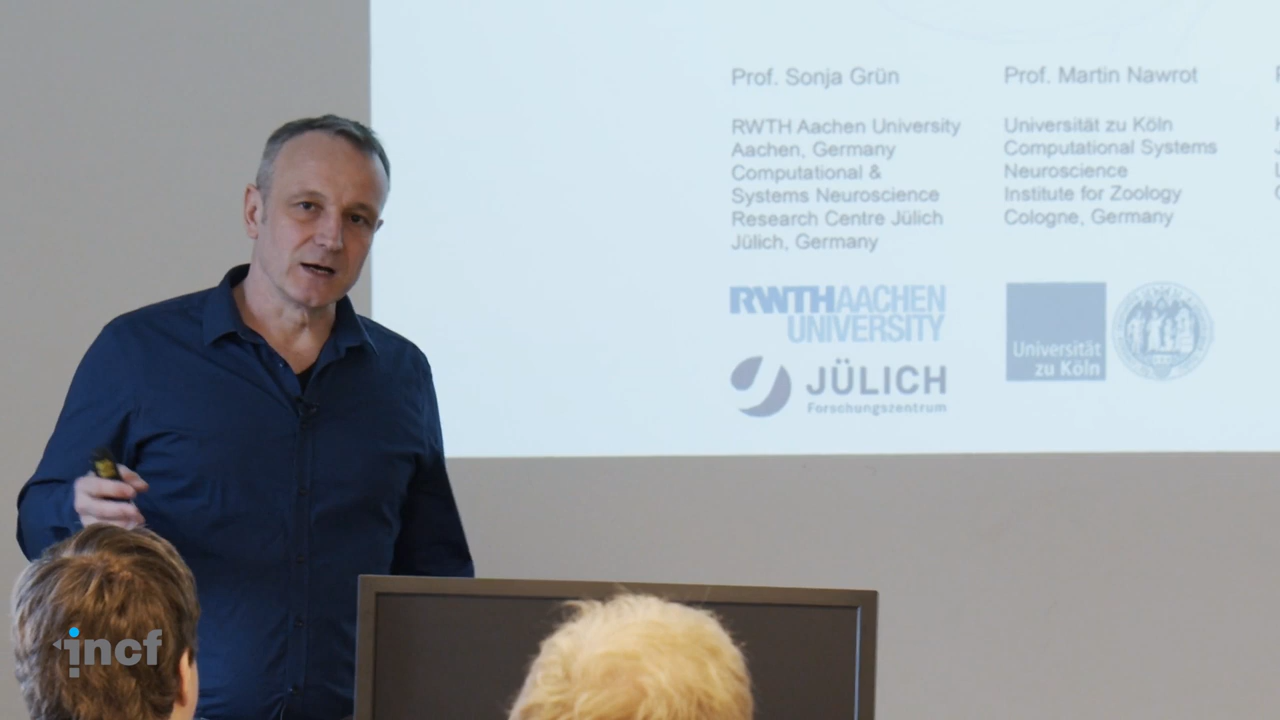 Prof. Sonja Grün
RWTH Aachen University
Aachen, Germany
Computational &
Systems Neuroscience
Research Centre Jülich
Jülich, Germany
RWTHAACHEN
UNIVERSITY
JÜLICH
Forschungszentrum
Prof. Martin Nawrot
Universität zu Köln
Computational Systems
Neuroscience
Institute for Zoology
Cologne, Germany
Universität
zu Köln
incf